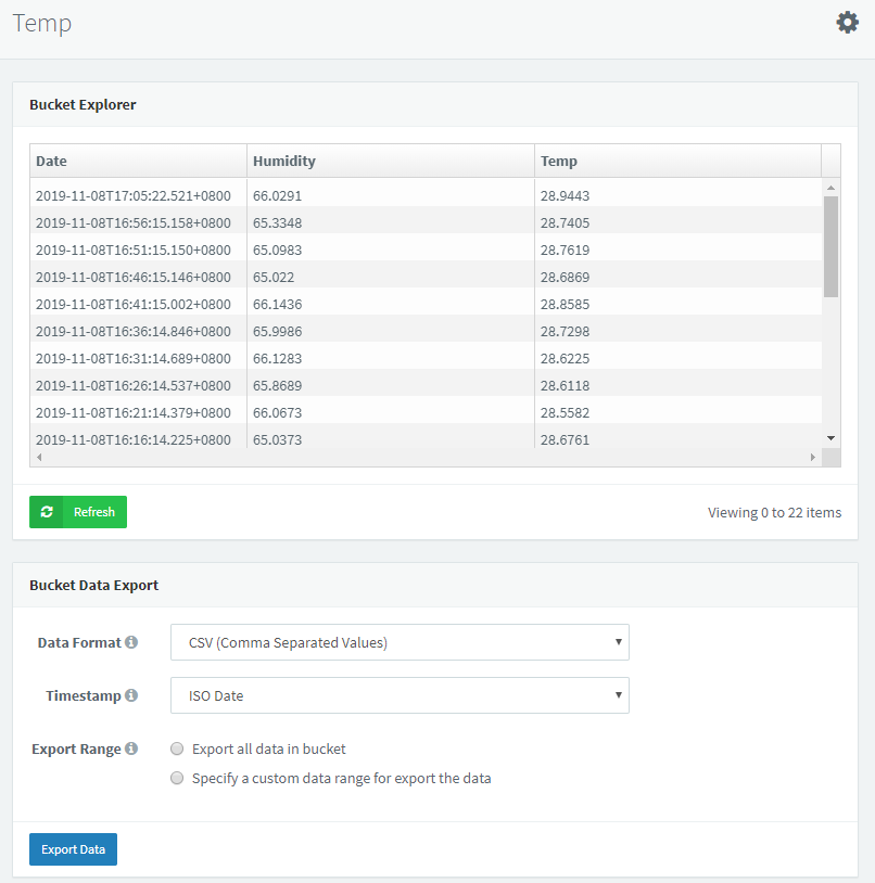 Temp
Bucket Explorer
Date Humidity Temp
2019-11-08T17:05:22.521+0800 66.0291 28.9443
2019-11-08T16:56:15.158+0800 65.3348 28.7405
2019-11-08T16:51:15.150+0800 65.0983 28.7619
2019-11-08T16:46:15.146+0800 65.022 28.6869
2019-11-08T16:41:15.002+0800 66.1436 28.8585
2019-11-08T16:36:14.846+0800 65.9986 28.7298
2019-11-08T16:31:14.689+0800 66.1283 28.6225
2019-11-08T16:26:14.537+0800 65.8689 28.6118
2019-11-08T16:21:14.379+0800 66.0673 28.5582
2019-11-08T16:16:14.225+0800 65.0373 28.6761
Refresh Viewing 0 to 22 items
Bucket Data Export
Data Format CSV (Comma Separated Values)
Timestamp ISO Date
Export Range Export all data in bucket
Specify a custom data range for export the data
Export Data